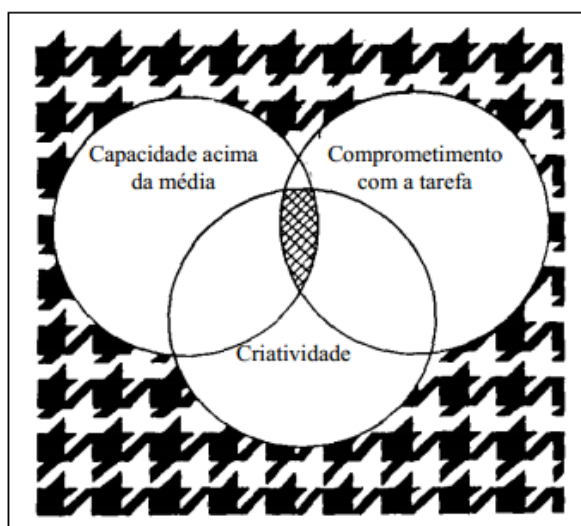 Capacidade acima
da média
Comprometimento
com a tarefa
Criatividade